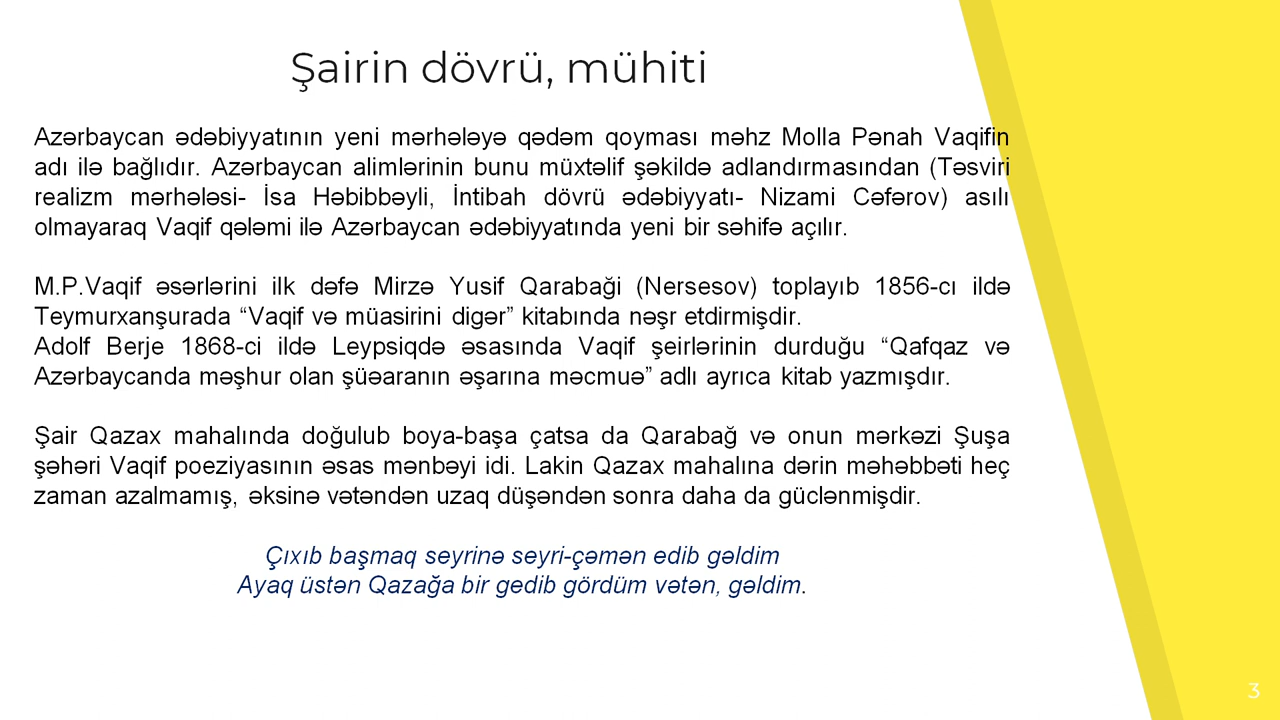 Şairin dövrü, mühiti
Azərbaycan ədəbiyyatının yeni mərhələyə qədəm qoyması məhz Molla Pənah Vaqifin
adı ilə bağlıdır. Azərbaycan alimlərinin bunu müxtəlif şəkildə adlandırmasından (Təsviri
realizm mərhələsi- İsa Həbibbəyli, İntibah dövrü ədəbiyyatı- Nizami Cəfərov) asılı
olmayaraq Vaqif qələmi ilə Azərbaycan ədəbiyyatında yeni bir səhifə açılır.
M.P.Vaqif əsərlərini ilk dəfə Mirzə Yusif Qarabaği (Nersesov) toplayıb 1856-cı ildə
Teymurxanşurada “Vaqif və müasirini digər” kitabında nəşr etdirmişdir.
Adolf Berje 1868-ci ildə Leypsiqdə əsasında Vaqif şeirlərinin durduğu “Qafqaz və
Azərbaycanda məşhur olan şüəaranın əşarına məcmuə” adlı ayrıca kitab yazmışdır.
Şair Qazax mahalında doğulub boya-başa çatsa da Qarabağ və onun mərkəzi Şuşa
şəhəri Vaqif poeziyasının əsas mənbəyi idi. Lakin Qazax mahalına dərin məhəbbəti heç
zaman azalmamış, əksinə vətəndən uzaq düşəndən sonra daha da güclənmişdir.
Çıxıb başmaq seyrinə seyri-çəmən edib gəldim
Ayaq üstən Qazağa bir gedib gördüm vətən, gəldim.
3